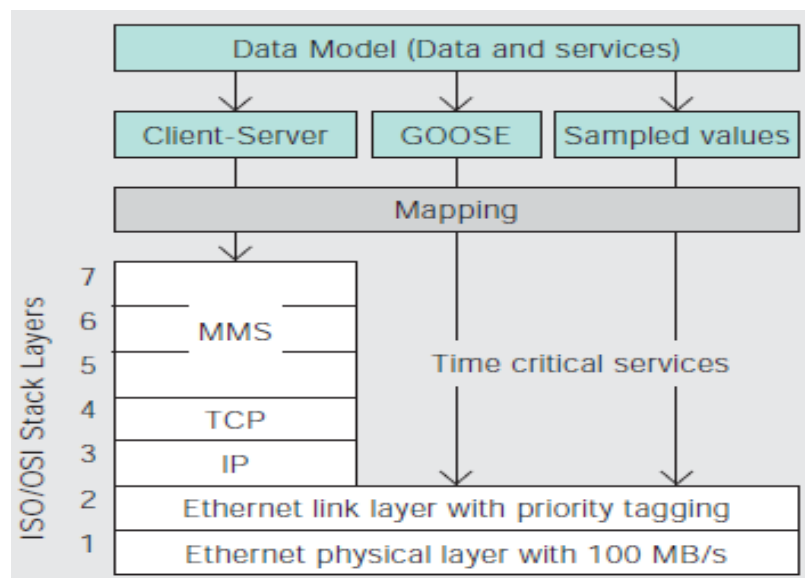 Data Model (Data and services)
Client-Server
GOOSE
Sampled values
Mapping
ISO/OSI Stack Layers
7
6
MMS
5
Time critical services
4
TCP
3
IP
2
Ethernet link layer with priority tagging
1
Ethernet physical layer with 100 MB/s